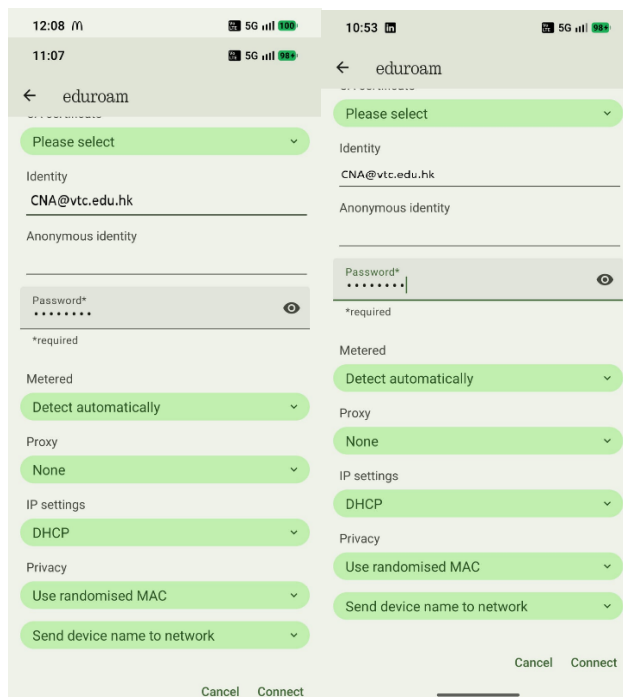 12:08
5G 100
11:07
5G 98+
eduroam
Please select
Identity
CNA@vtc.edu.hk
Anonymous identity
Password*
••••••••
*required
Metered
Detect automatically
Proxy
None
IP settings
DHCP
Privacy
Use randomised MAC
Send device name to network
Cancel Connect
10:53 in
5G 98+
eduroam
Please select
Identity
CNA@vtc.edu.hk
Anonymous identity
Password*
••••••••
*required
Metered
Detect automatically
Proxy
None
IP settings
DHCP
Privacy
Use randomised MAC
Send device name to network
Cancel Connect